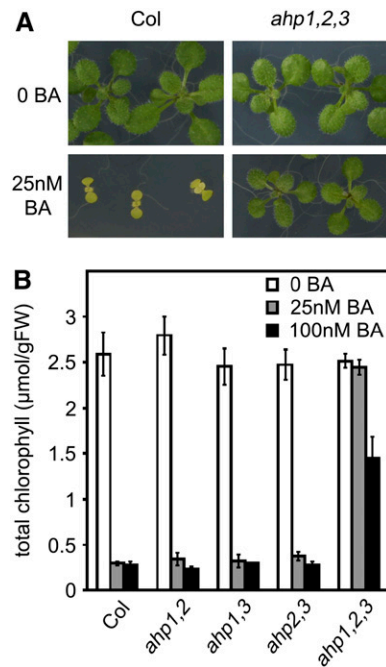 A
Col
ahp1,2,3
0 BA
25nM
BA
B
total chlorophyll (μmol/gFW)
3
2.5
2
1.5
1
0.5
0
0 BA
25nM BA
100nM BA
Col
ahp1,2
ahp1,3
ahp2,3
ahp1,2,3